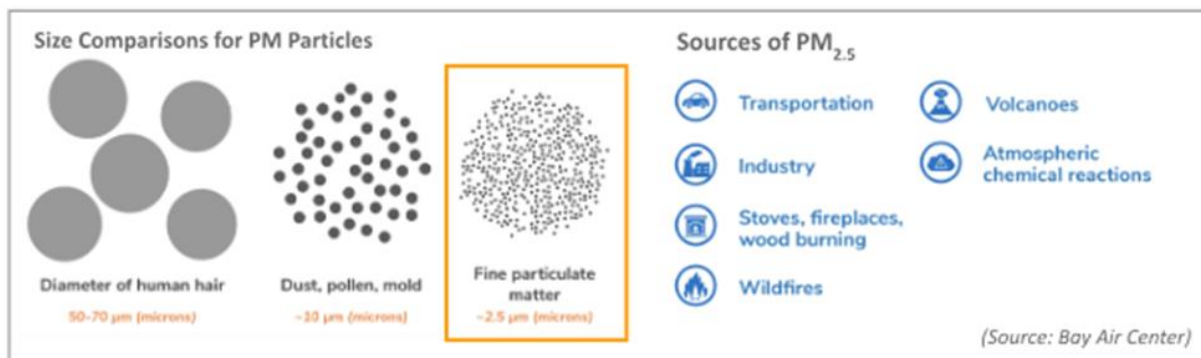 Size Comparisons for PM Particles
Diameter of human hair
50-70 μm (microns)
Dust, pollen, mold
~10 μm (microns)
Fine particulate
matter
~2.5 μm (microns)
Sources of PM2.5
Transportation
Industry
Stoves, fireplaces,
wood burning
Wildfires
Volcanoes
Atmospheric
chemical reactions
(Source: Bay Air Center)